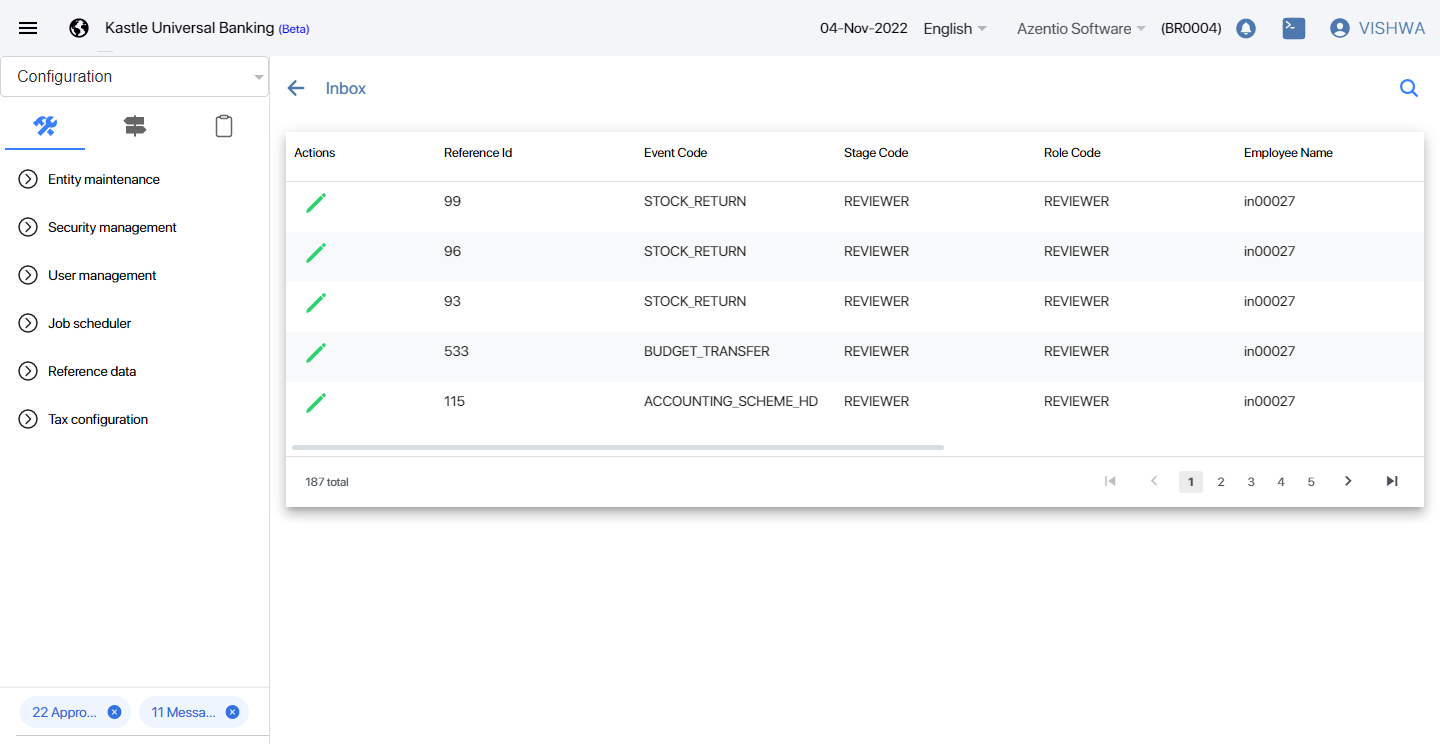 Kastle Universal Banking (Beta) 04-Nov-2022 English Azentio Software (BR0004) VISHWA
Configuration
Inbox
Entity maintenance
Security management
User management
Job scheduler
Reference data
Tax configuration
Actions Reference Id Event Code Stage Code Role Code Employee Name
99 STOCK_RETURN REVIEWER REVIEWER in00027
96 STOCK_RETURN REVIEWER REVIEWER in00027
93 STOCK_RETURN REVIEWER REVIEWER in00027
533 BUDGET_TRANSFER REVIEWER REVIEWER in00027
115 ACCOUNTING_SCHEME_HD REVIEWER REVIEWER in00027
187 total 1 2 3 4 5
22 Appro... 11 Messa...